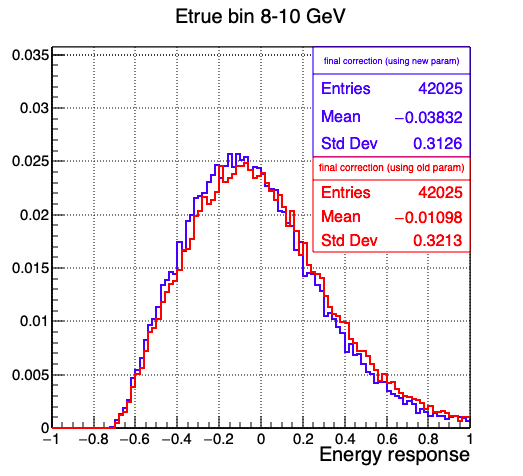 Etrue bin 8-10 GeV
final correction (using new param)
Entries 42025
Mean −0.03832
Std Dev 0.3126
final correction (using old param)
Entries 42025
Mean −0.01098
Std Dev 0.3213
0.035
0.03
0.025
0.02
0.015
0.01
0.005
0
−1 −0.8 −0.6 −0.4 −0.2 0 0.2 0.4 0.6 0.8 1
Energy response